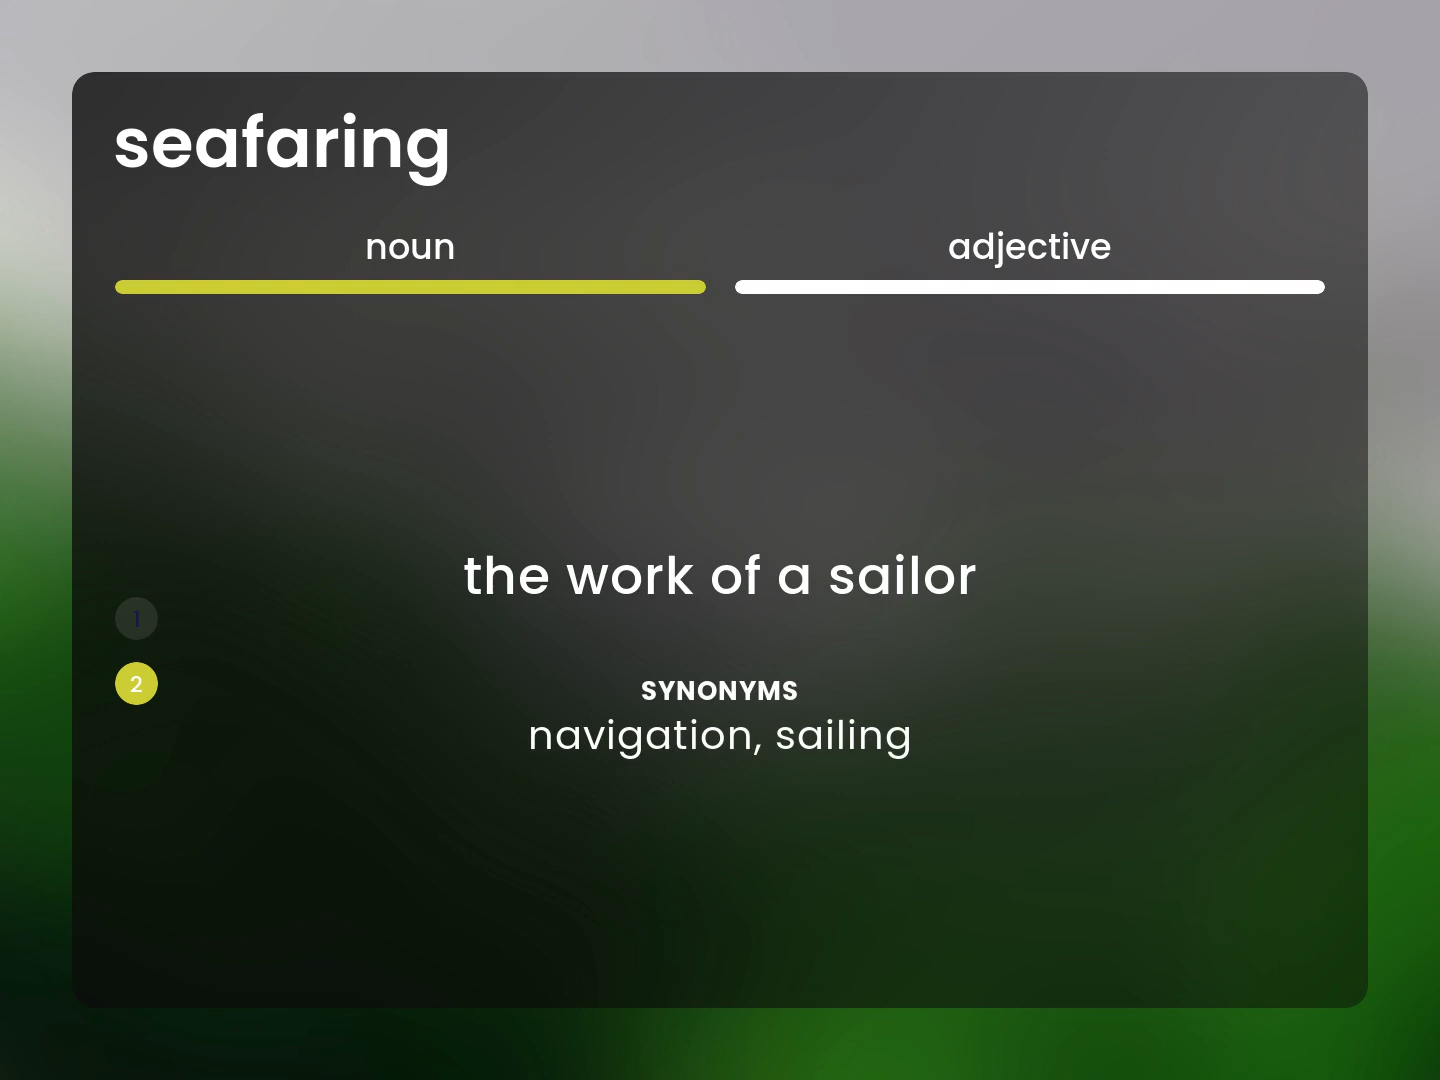 seafaring
noun
adjective
the work of a sailor
1
2
SYNONYMS
navigation, sailing